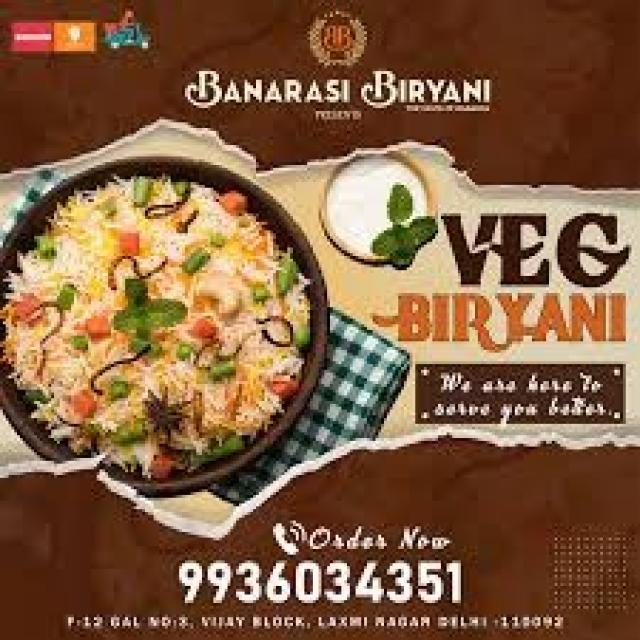 BANARASI BIRYANI
PRESENTS
VEG
BIRYANI
We are here To
serve you better.
Order Now
9936034351
F-12 GAL NO:3, VIJAY BLOCK, LAXMI NAGAR DELHI -110092